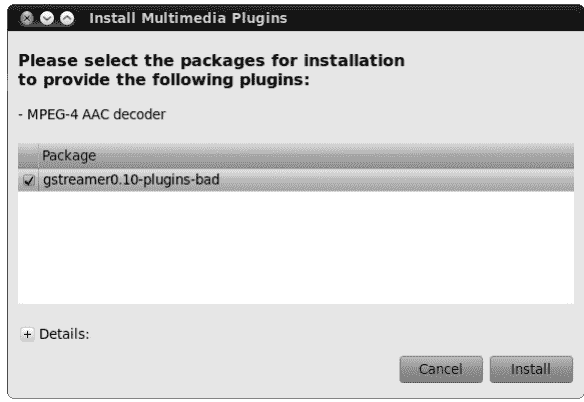 Install Multimedia Plugins
Please select the packages for installation
to provide the following plugins:
- MPEG-4 AAC decoder
Package
gstreamer0.10-plugins-bad
Details:
Cancel
Install